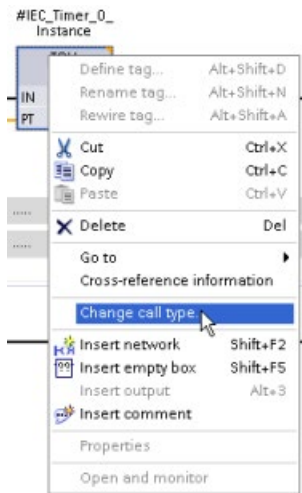 #IEC_Timer_0_
Instance
IN
PT
Define tag... Alt+Shift+D
Rename tag... Alt+Shift+N
Rewire tag... Alt+Shift+A
Cut Ctrl+X
Copy Ctrl+C
Paste Ctrl+V
Delete Del
Go to
Cross-reference information
Change call type...
Insert network Shift+F2
Insert empty box Shift+F5
Insert output Alt+3
Insert comment
Properties
Open and monitor